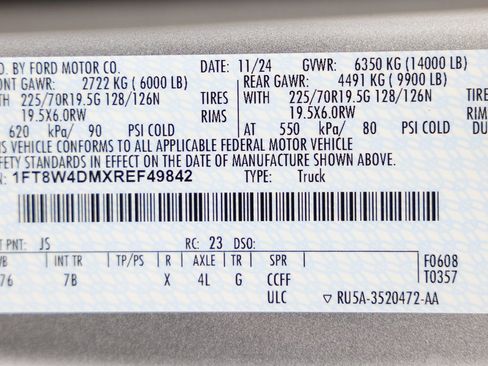 D. BY FORD MOTOR CO. DATE: 11/24 GVWR: 6350 KG (14000 LB)
ONT GAWR: 2722 KG ( 6000 LB) REAR GAWR: 4491 KG ( 9900 LB)
ITH 225/70R19.5G 128/126N TIRES WITH 225/70R19.5G 128/126N TIRES
19.5X6.0RW RIMS 19.5X6.0RW RIMS
620 kPa/ 90 PSI COLD AT 550 kPa/ 80 PSI COLD
IS VEHICLE CONFORMS TO ALL APPLICABLE FEDERAL MOTOR VEHICLE
FETY STANDARDS IN EFFECT ON THE DATE OF MANUFACTURE SHOWN ABOVE.
1FT8W4DMXREF49842 TYPE: Truck
T PNT: JS RC: 23 DSO:
WB INT TR TP/PS R AXLE TR SPR F0608
76 7B X 4L G CCFF T0357
ULC ▽ RU5A-3520472-AA